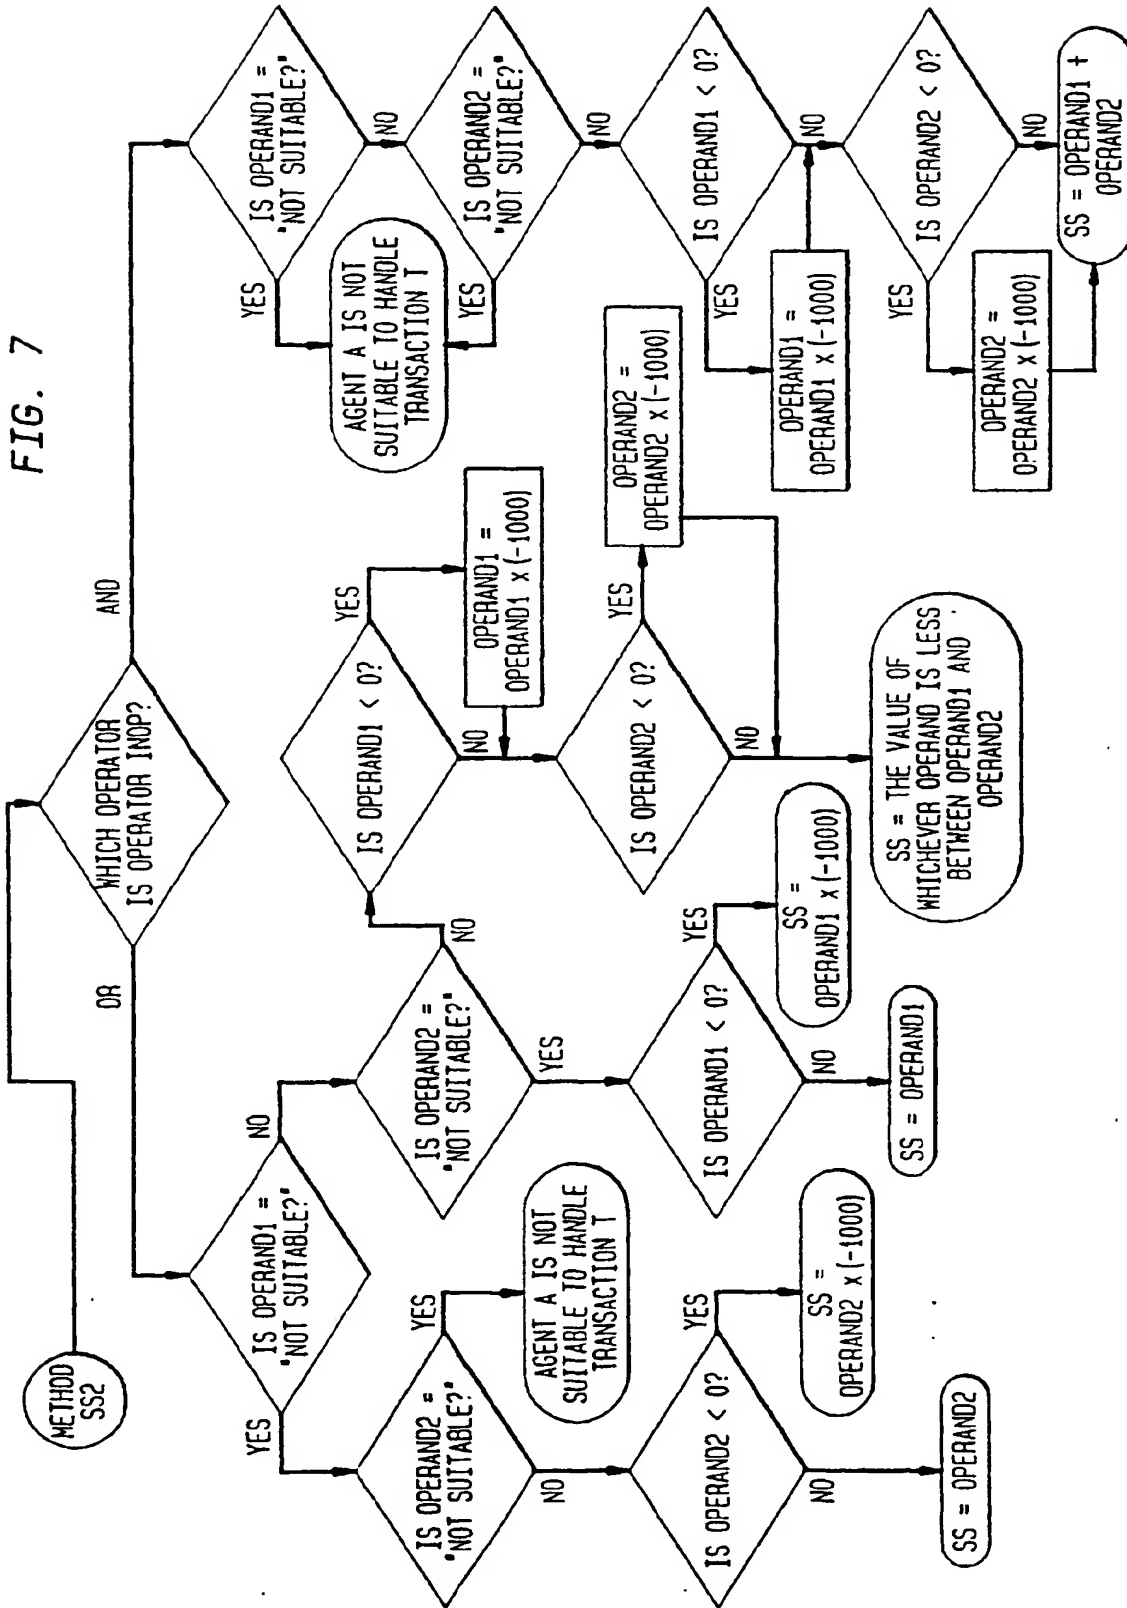 FIG. 7
METHOD
SS2
WHICH OPERATOR
IS OPERATOR INOP?
OR
AND
IS OPERAND1 =
"NOT SUITABLE?"
YES
NO
IS OPERAND2 =
"NOT SUITABLE?"
YES
NO
AGENT A IS NOT
SUITABLE TO HANDLE
TRANSACTION T
IS OPERAND2 < 0?
YES
NO
SS =
OPERAND2 x (-1000)
SS = OPERAND2
IS OPERAND2 =
"NOT SUITABLE?"
NO
YES
IS OPERAND1 < 0?
YES
NO
SS =
OPERAND1 x (-1000)
SS = OPERAND1
IS OPERAND1 < 0?
YES
NO
OPERAND1 =
OPERAND1 x (-1000)
IS OPERAND2 < 0?
YES
NO
OPERAND2 =
OPERAND2 x (-1000)
SS = THE VALUE OF
WHICHEVER OPERAND IS LESS
BETWEEN OPERAND1 AND
OPERAND2
IS OPERAND1 =
"NOT SUITABLE?"
YES
NO
AGENT A IS NOT
SUITABLE TO HANDLE
TRANSACTION T
IS OPERAND2 =
"NOT SUITABLE?"
YES
NO
IS OPERAND1 < 0?
YES
NO
OPERAND1 =
OPERAND1 x (-1000)
IS OPERAND2 < 0?
YES
NO
OPERAND2 =
OPERAND2 x (-1000)
SS = OPERAND1 +
OPERAND2